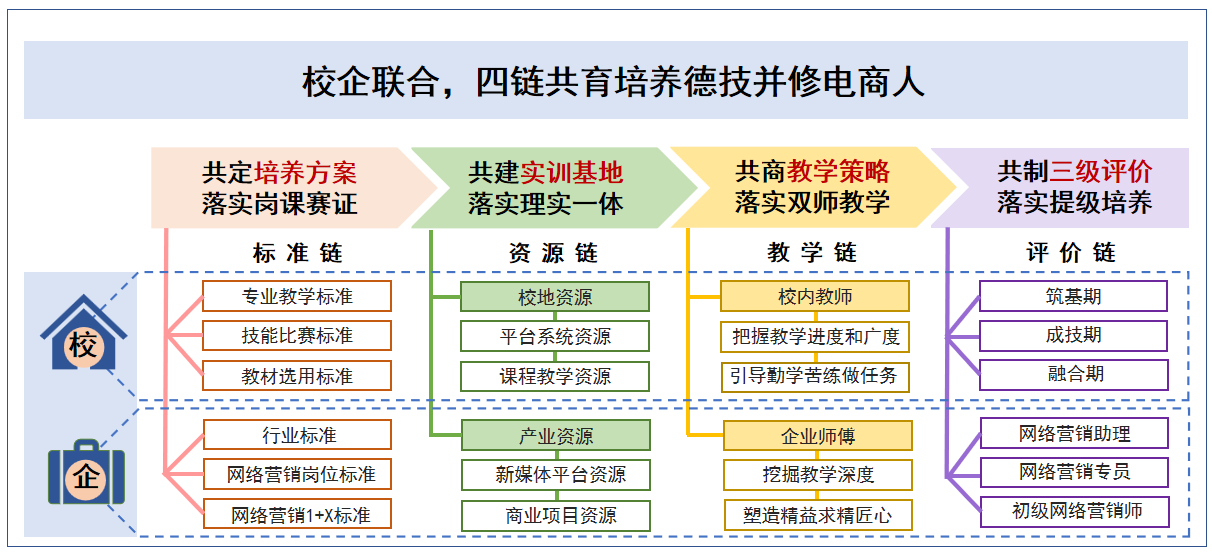 校企联合，四链共育培养德技并修电商人
共定培养方案
落实岗课赛证
共建实训基地
落实理实一体
共商教学策略
落实双师教学
共制三级评价
落实提级培养
标 准 链
资 源 链
教 学 链
评 价 链
校
专业教学标准
技能比赛标准
教材选用标准
校地资源
平台系统资源
课程教学资源
校内教师
把握教学进度和广度
引导勤学苦练做任务
筑基期
成技期
融合期
企
行业标准
网络营销岗位标准
网络营销1+X标准
产业资源
新媒体平台资源
商业项目资源
企业师傅
挖掘教学深度
塑造精益求精匠心
网络营销助理
网络营销专员
初级网络营销师